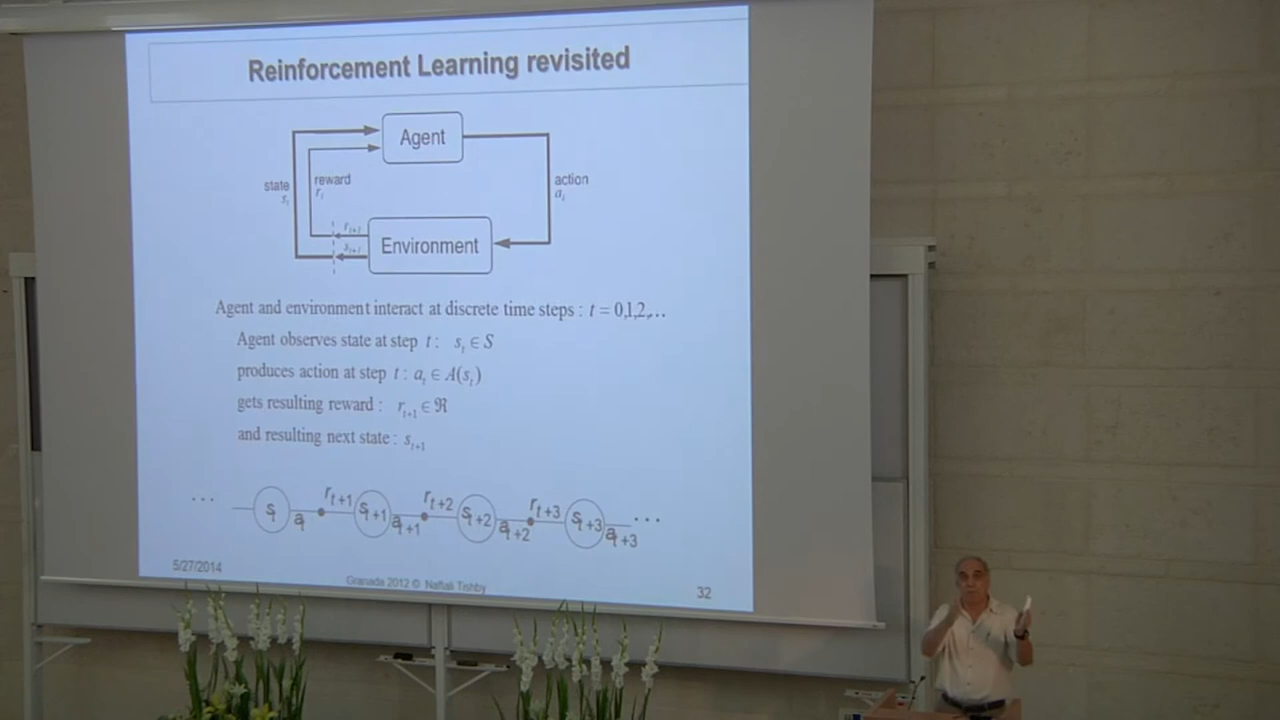 Reinforcement Learning revisited
Agent
state
s_t
reward
r_t
action
a_t
r_{t+1}
s_{t+1}
Environment
Agent and environment interact at discrete time steps : t = 0,1,2,…
Agent observes state at step t : s_t ∈ S
produces action at step t : a_t ∈ A(s_t)
gets resulting reward : r_{t+1} ∈ ℜ
and resulting next state : s_{t+1}
... s_t a_t r_{t+1} s_{t+1} a_{t+1} r_{t+2} s_{t+2} a_{t+2} r_{t+3} s_{t+3} a_{t+3} ...
5/27/2014
Granada 2012 © Naftali Tishby
32